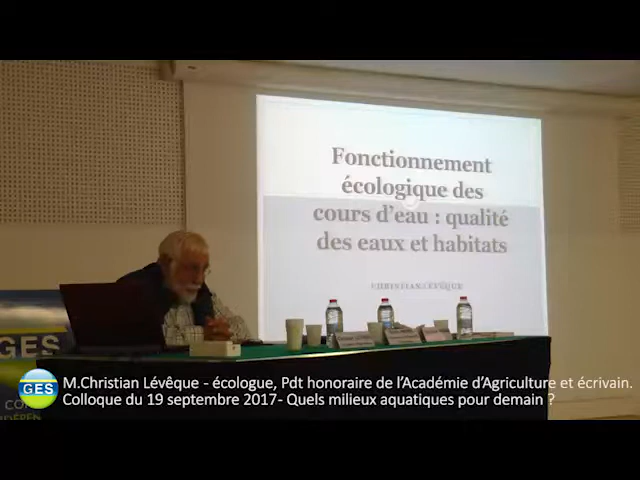 Fonctionnement
écologique des
cours d'eau : qualité
des eaux et habitats
CHRISTIAN LÉVÊQUE
GES
GES
M.Christian Lévêque - écologue, Pdt honoraire de l'Académie d'Agriculture et écrivain.
Colloque du 19 septembre 2017- Quels milieux aquatiques pour demain ?